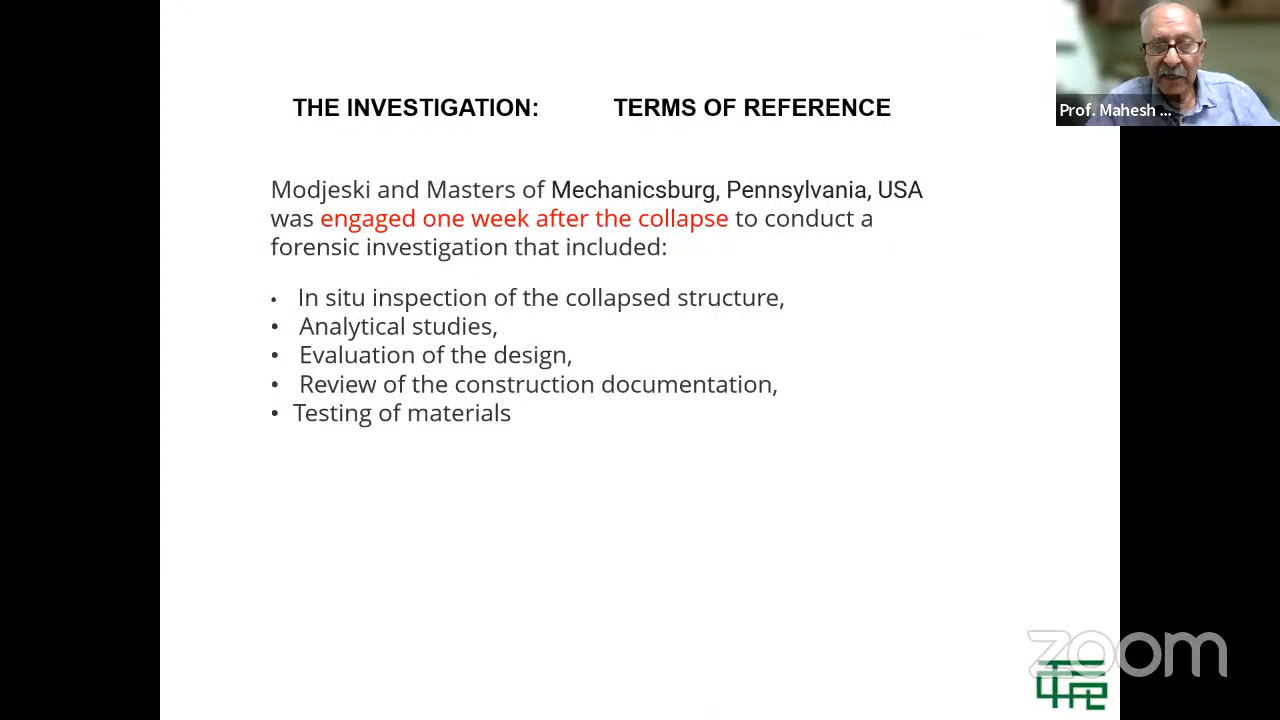 THE INVESTIGATION: TERMS OF REFERENCE
Prof. Mahesh ...
Modjeski and Masters of Mechanicsburg, Pennsylvania, USA
was engaged one week after the collapse to conduct a
forensic investigation that included:
• In situ inspection of the collapsed structure,
• Analytical studies,
• Evaluation of the design,
• Review of the construction documentation,
• Testing of materials
zoom